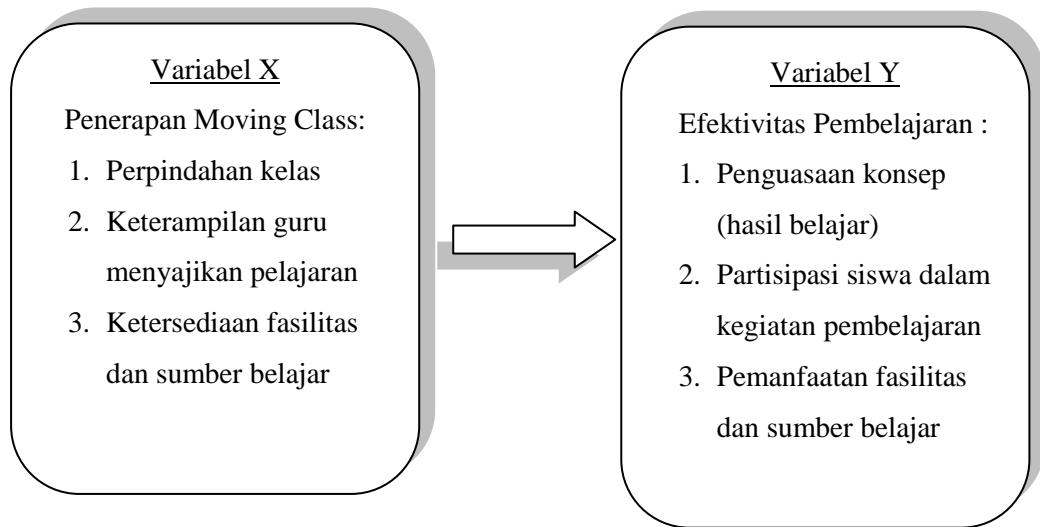 Variabel X
Penerapan Moving Class:
1. Perpindahan kelas
2. Keterampilan guru
menyajikan pelajaran
3. Ketersediaan fasilitas
dan sumber belajar
Variabel Y
Efektivitas Pembelajaran :
1. Penguasaan konsep
(hasil belajar)
2. Partisipasi siswa dalam
kegiatan pembelajaran
3. Pemanfaatan fasilitas
dan sumber belajar